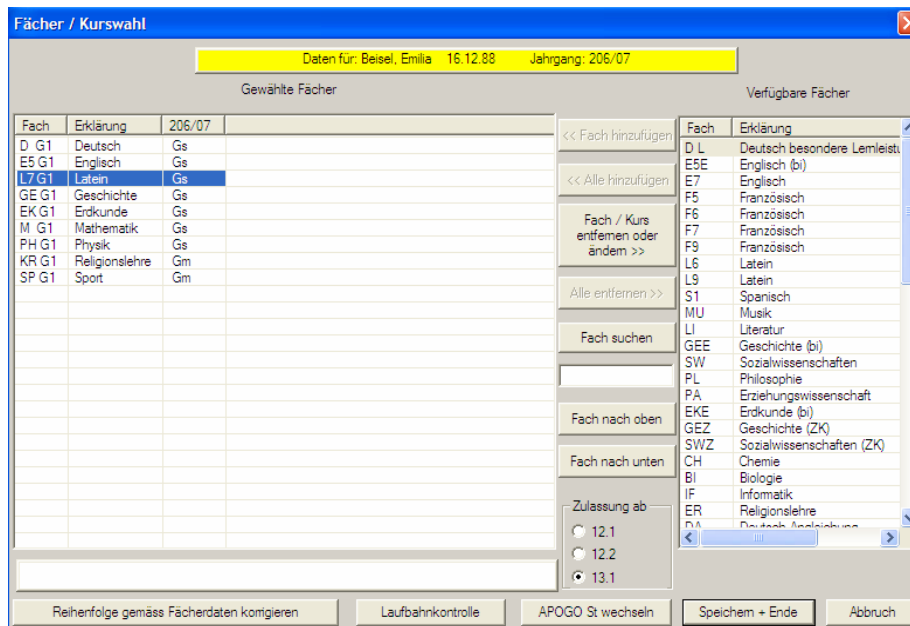 Fächer / Kurswahl
Daten für: Beisel, Emilia 16.12.88 Jahrgang: 206/07
Gewählte Fächer
Fach Erklärung 206/07
D G1 Deutsch Gs
E5 G1 Englisch Gs
L7 G1 Latein Gs
GE G1 Geschichte Gs
EK G1 Erdkunde Gs
M G1 Mathematik Gs
PH G1 Physik Gs
KR G1 Religionslehre Gm
SP G1 Sport Gm
<< Fach hinzufügen
<< Alle hinzufügen
Fach / Kurs
entfernen oder
ändern >>
Alle entfernen >>
Fach suchen
Fach nach oben
Fach nach unten
Zulassung ab
12.1
12.2
13.1
Verfügbare Fächer
Fach Erklärung
D L Deutsch besondere Lernleistu
E5E Englisch (bi)
E7 Englisch
F5 Französisch
F6 Französisch
F7 Französisch
F9 Französisch
L6 Latein
L9 Latein
S1 Spanisch
MU Musik
LI Literatur
GEE Geschichte (bi)
SW Sozialwissenschaften
PL Philosophie
PA Erziehungswissenschaft
EKE Erdkunde (bi)
GEZ Geschichte (ZK)
SWZ Sozialwissenschaften (ZK)
CH Chemie
BI Biologie
IF Informatik
ER Religionslehre
DA Deutsch Angleichung
Reihenfolge gemäss Fächerdaten korrigieren
Laufbahnkontrolle
APOGO St wechseln
Speichern + Ende
Abbruch